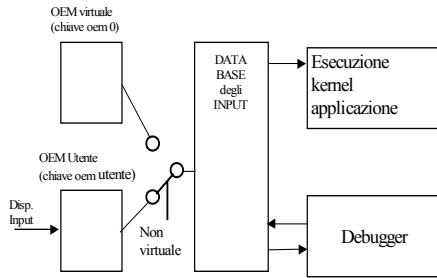 OEM virtuale
(chiave oem 0)
DATA
BASE
degli
INPUT
Esecuzione
kernel
applicazione
OEM Utente
(chiave oem utente)
Disp.
Input
Non
virtuale
Debugger